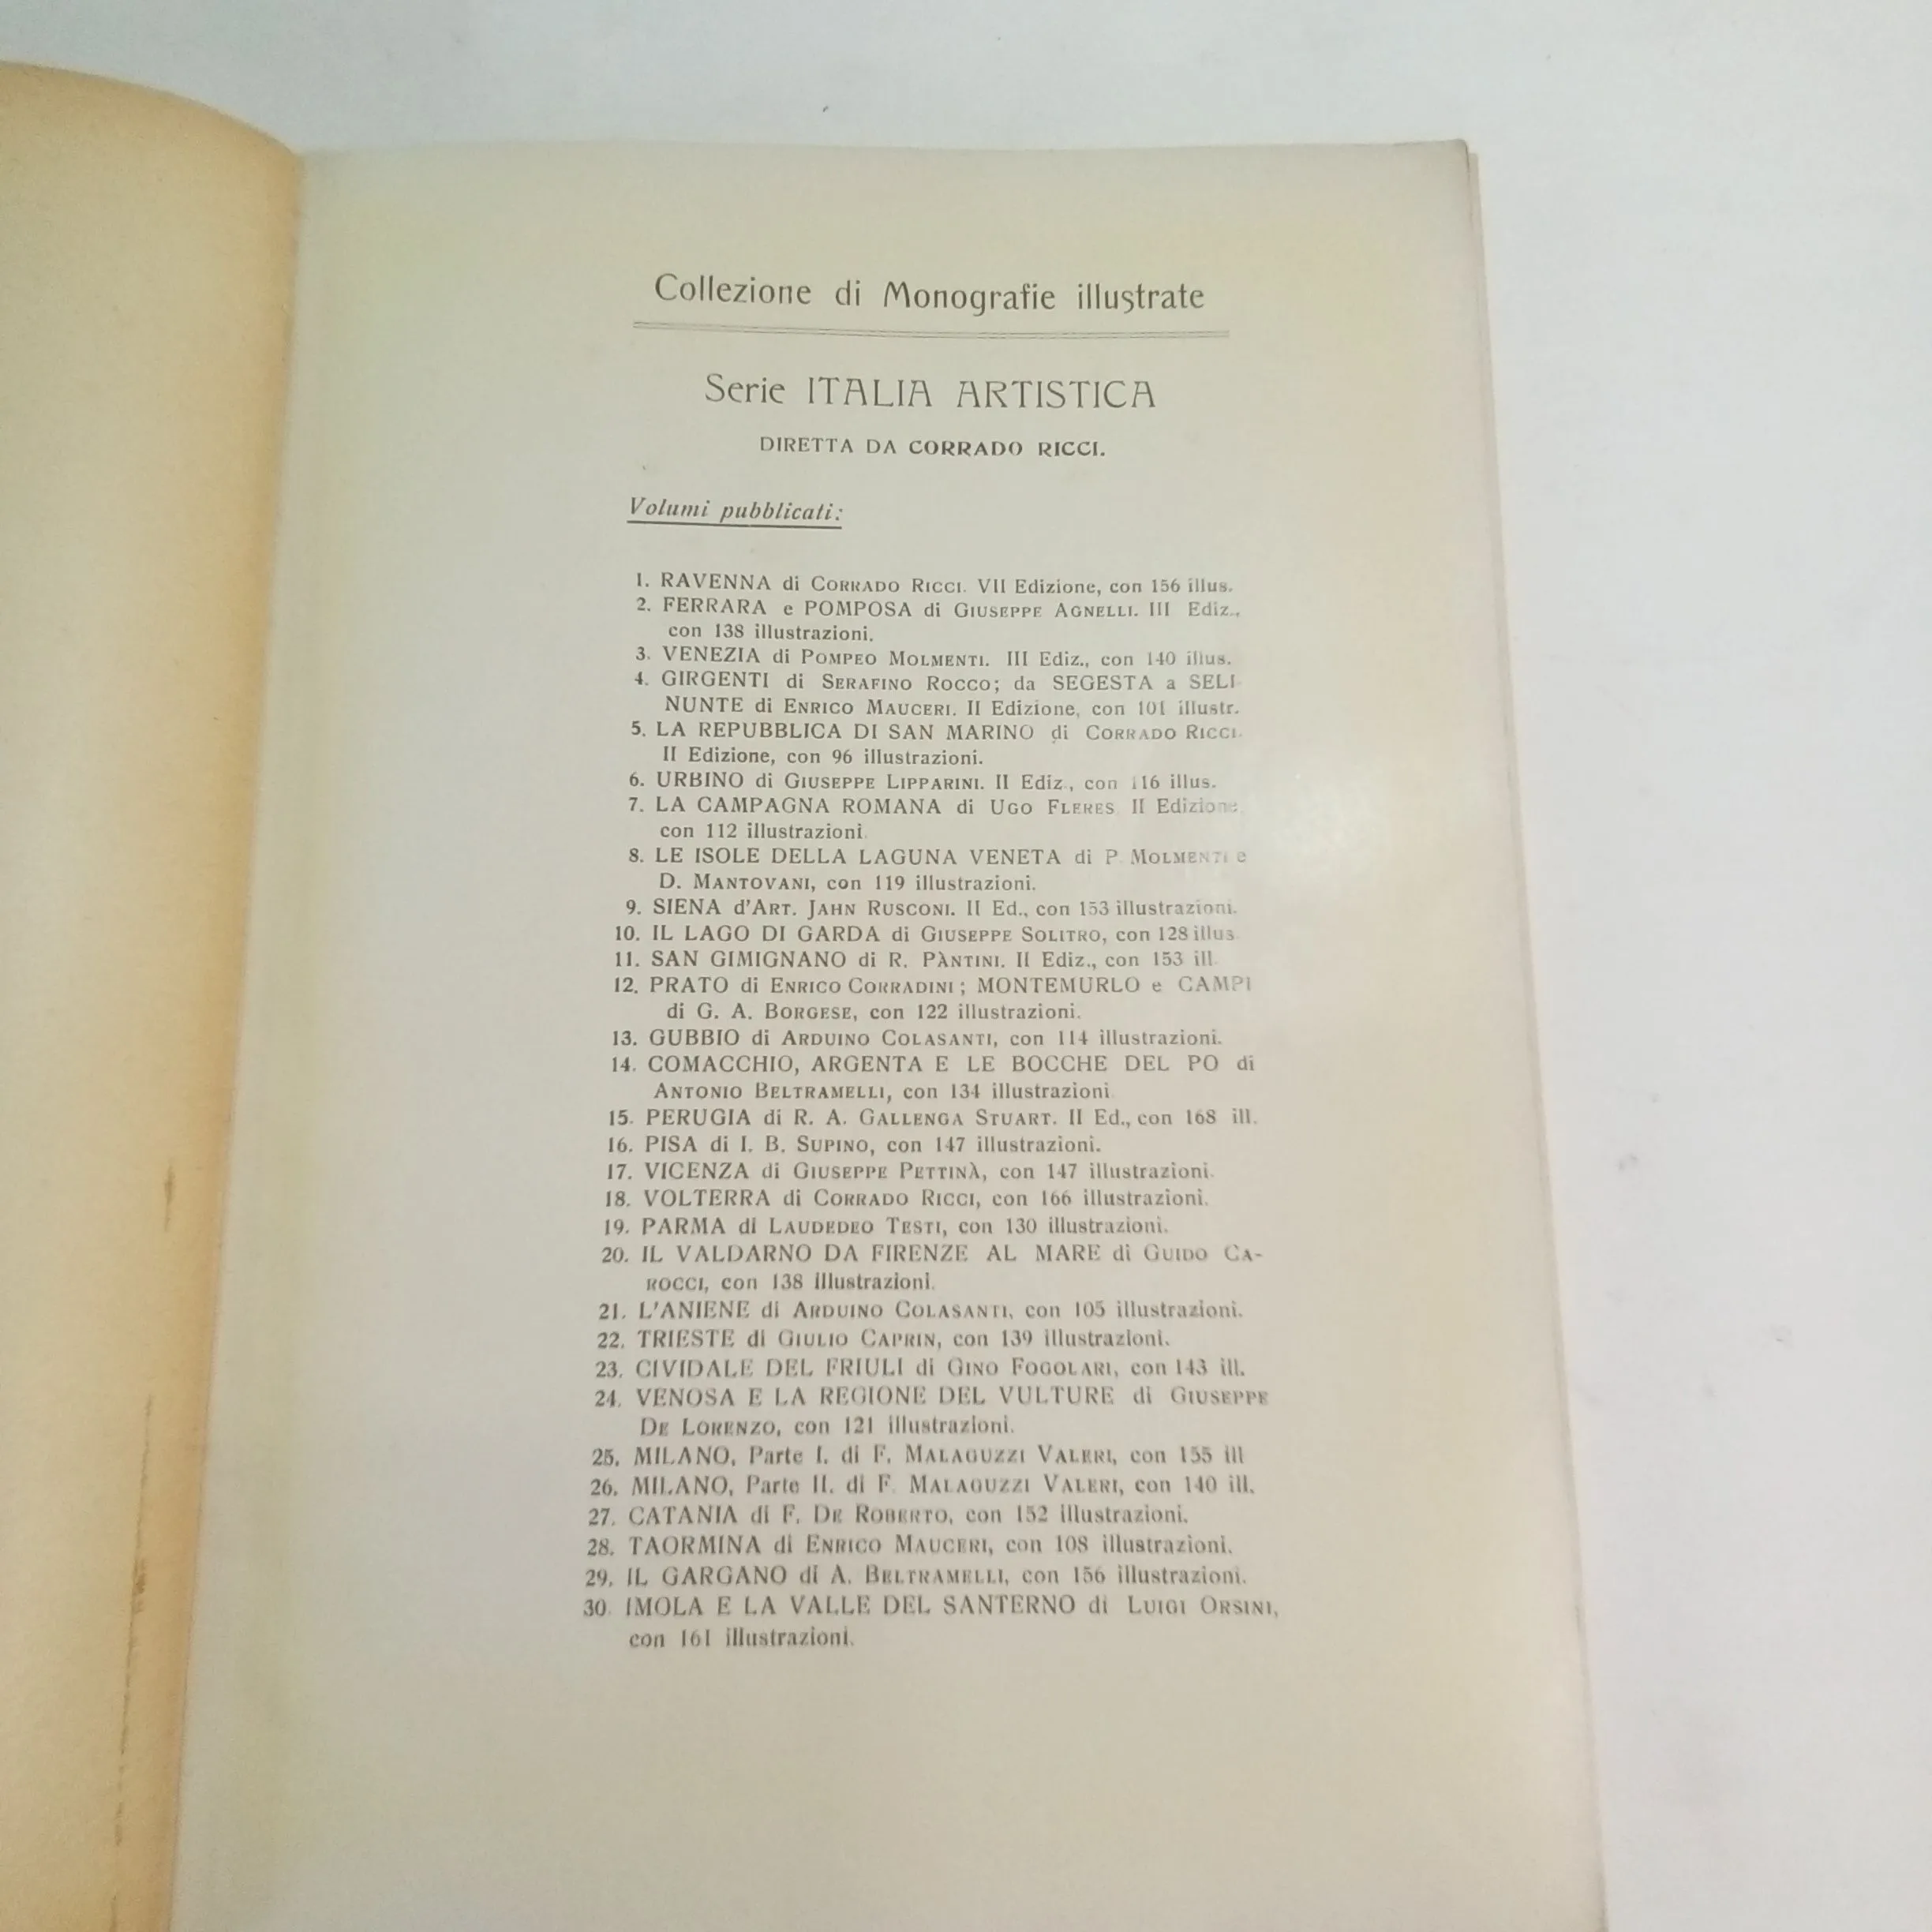 Collezione di Monografie illustrate
Serie ITALIA ARTISTICA
DIRETTA DA CORRADO RICCI.
Volumi pubblicati:
1. RAVENNA di CORRADO RICCI. VII Edizione, con 156 illus.
2. FERRARA e POMPOSA di GIUSEPPE AGNELLI. III Ediz.,
con 138 illustrazioni.
3. VENEZIA di POMPEO MOLMENTI. III Ediz., con 140 illus.
4. GIRGENTI di SERAFINO ROCCO; da SEGESTA a SELI-
NUNTE di ENRICO MAUCERI. II Edizione, con 101 illustr.
5. LA REPUBBLICA DI SAN MARINO di CORRADO RICCI.
II Edizione, con 96 illustrazioni.
6. URBINO di GIUSEPPE LIPPARINI. II Ediz., con 116 illus.
7. LA CAMPAGNA ROMANA di UGO FLERES II Edizione,
con 112 illustrazioni.
8. LE ISOLE DELLA LAGUNA VENETA di P. MOLMENTI e
D. MANTOVANI, con 119 illustrazioni.
9. SIENA d'ART. JAHN RUSCONI. II Ed., con 153 illustrazioni.
10. IL LAGO DI GARDA di GIUSEPPE SOLITRO, con 128 illus.
11. SAN GIMIGNANO di R. PÀNTINI. II Ediz., con 153 ill.
12. PRATO di ENRICO CORRADINI; MONTEMURLO e CAMPI
di G. A. BORGESE, con 122 illustrazioni.
13. GUBBIO di ARDUINO COLASANTI, con 114 illustrazioni.
14. COMACCHIO, ARGENTA E LE BOCCHE DEL PO di
ANTONIO BELTRAMELLI, con 134 illustrazioni.
15. PERUGIA di R. A. GALLENGA STUART. II Ed., con 168 ill.
16. PISA di I. B. SUPINO, con 147 illustrazioni.
17. VICENZA di GIUSEPPE PETTINÀ, con 147 illustrazioni.
18. VOLTERRA di CORRADO RICCI, con 166 illustrazioni.
19. PARMA di LAUDEDEO TESTI, con 130 illustrazioni.
20. IL VALDARNO DA FIRENZE AL MARE di GUIDO CA-
ROCCI, con 138 illustrazioni.
21. L'ANIENE di ARDUINO COLASANTI, con 105 illustrazioni.
22. TRIESTE di GIULIO CAPRIN, con 139 illustrazioni.
23. CIVIDALE DEL FRIULI di GINO FOGOLARI, con 143 ill.
24. VENOSA E LA REGIONE DEL VULTURE di GIUSEPPE
DE LORENZO, con 121 illustrazioni.
25. MILANO, Parte I. di F. MALAGUZZI VALERI, con 155 ill
26. MILANO, Parte II. di F. MALAGUZZI VALERI, con 140 ill.
27. CATANIA di F. DE ROBERTO, con 152 illustrazioni.
28. TAORMINA di ENRICO MAUCERI, con 108 illustrazioni.
29. IL GARGANO di A. BELTRAMELLI, con 156 illustrazioni.
30. IMOLA E LA VALLE DEL SANTERNO di LUIGI ORSINI,
con 161 illustrazioni.